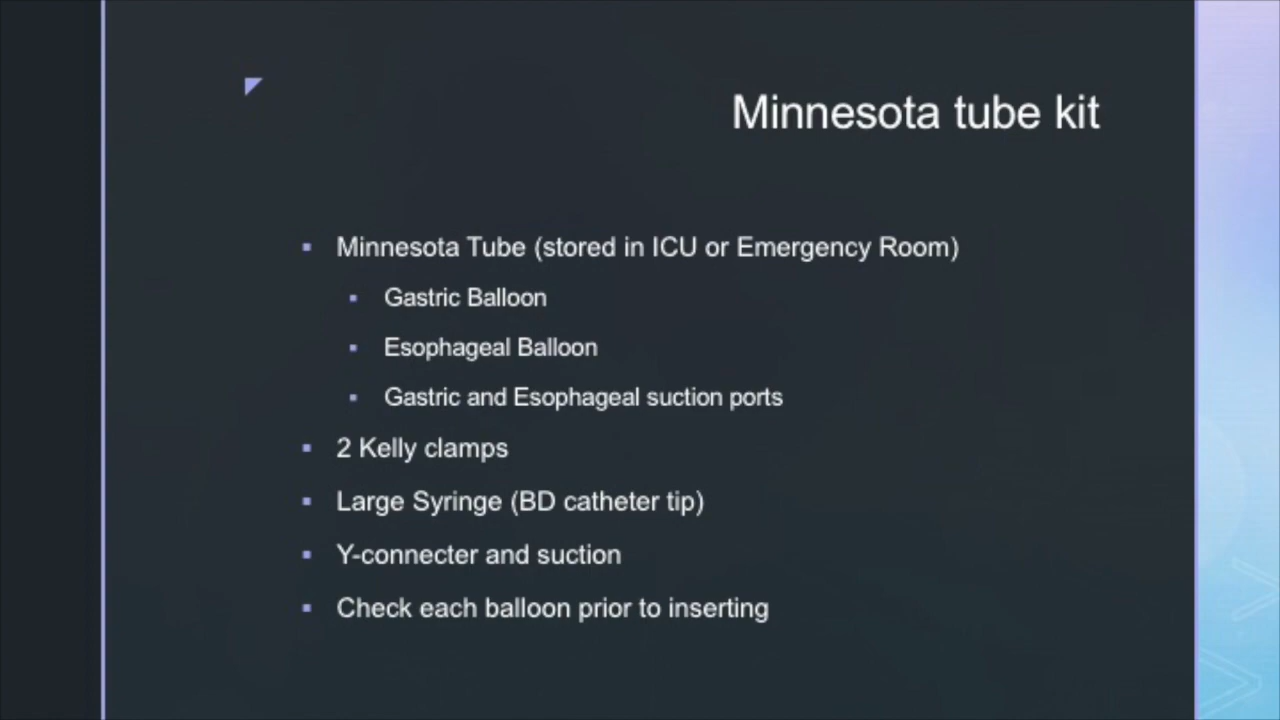 Minnesota tube kit
Minnesota Tube (stored in ICU or Emergency Room)
Gastric Balloon
Esophageal Balloon
Gastric and Esophageal suction ports
2 Kelly clamps
Large Syringe (BD catheter tip)
Y-connecter and suction
Check each balloon prior to inserting